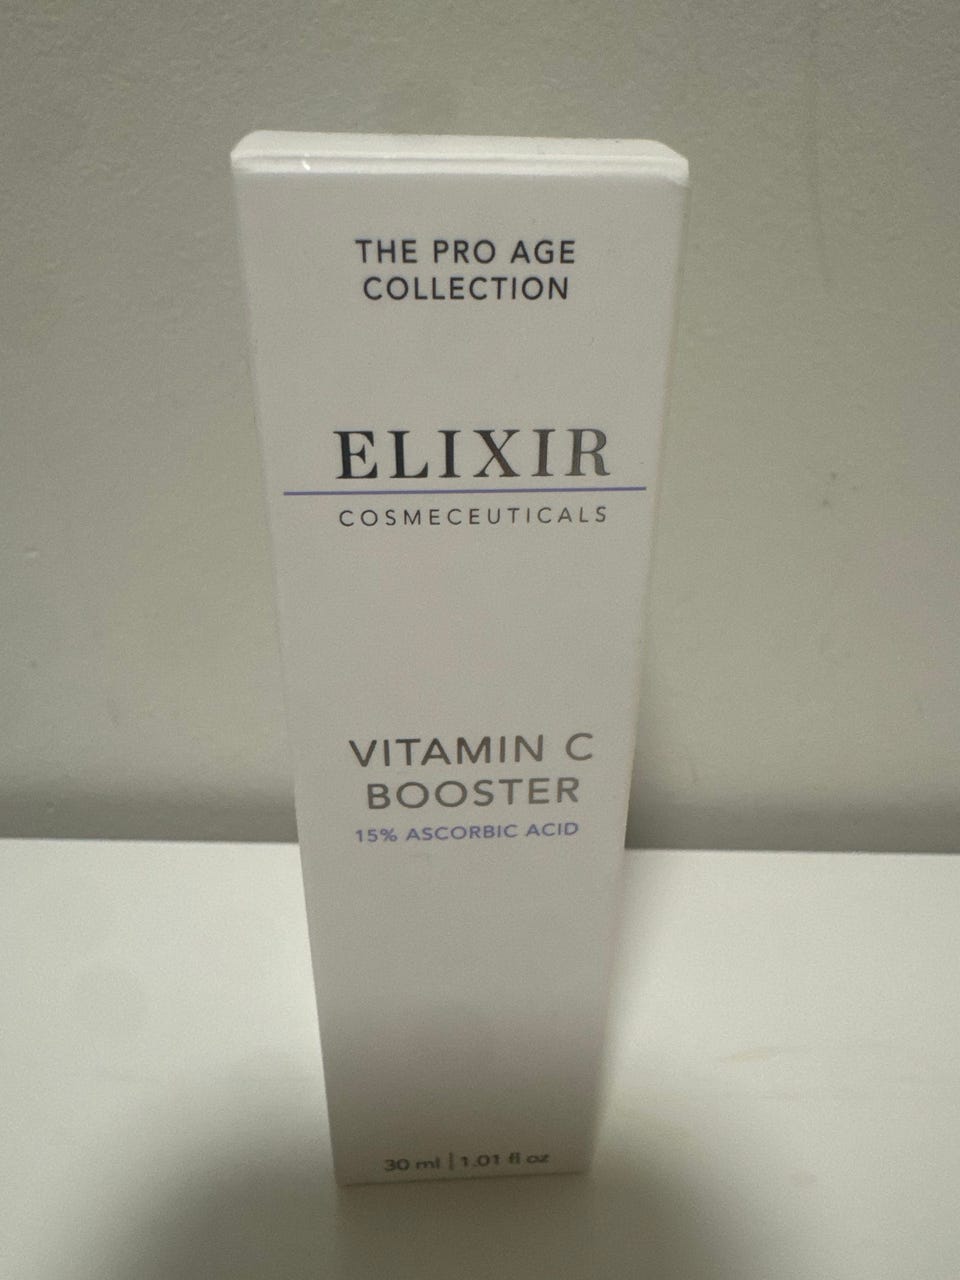 THE PRO AGE
COLLECTION
ELIXIR
COSMECEUTICALS
VITAMIN C
BOOSTER
15% ASCORBIC ACID
30 ml | 1.01 fl oz